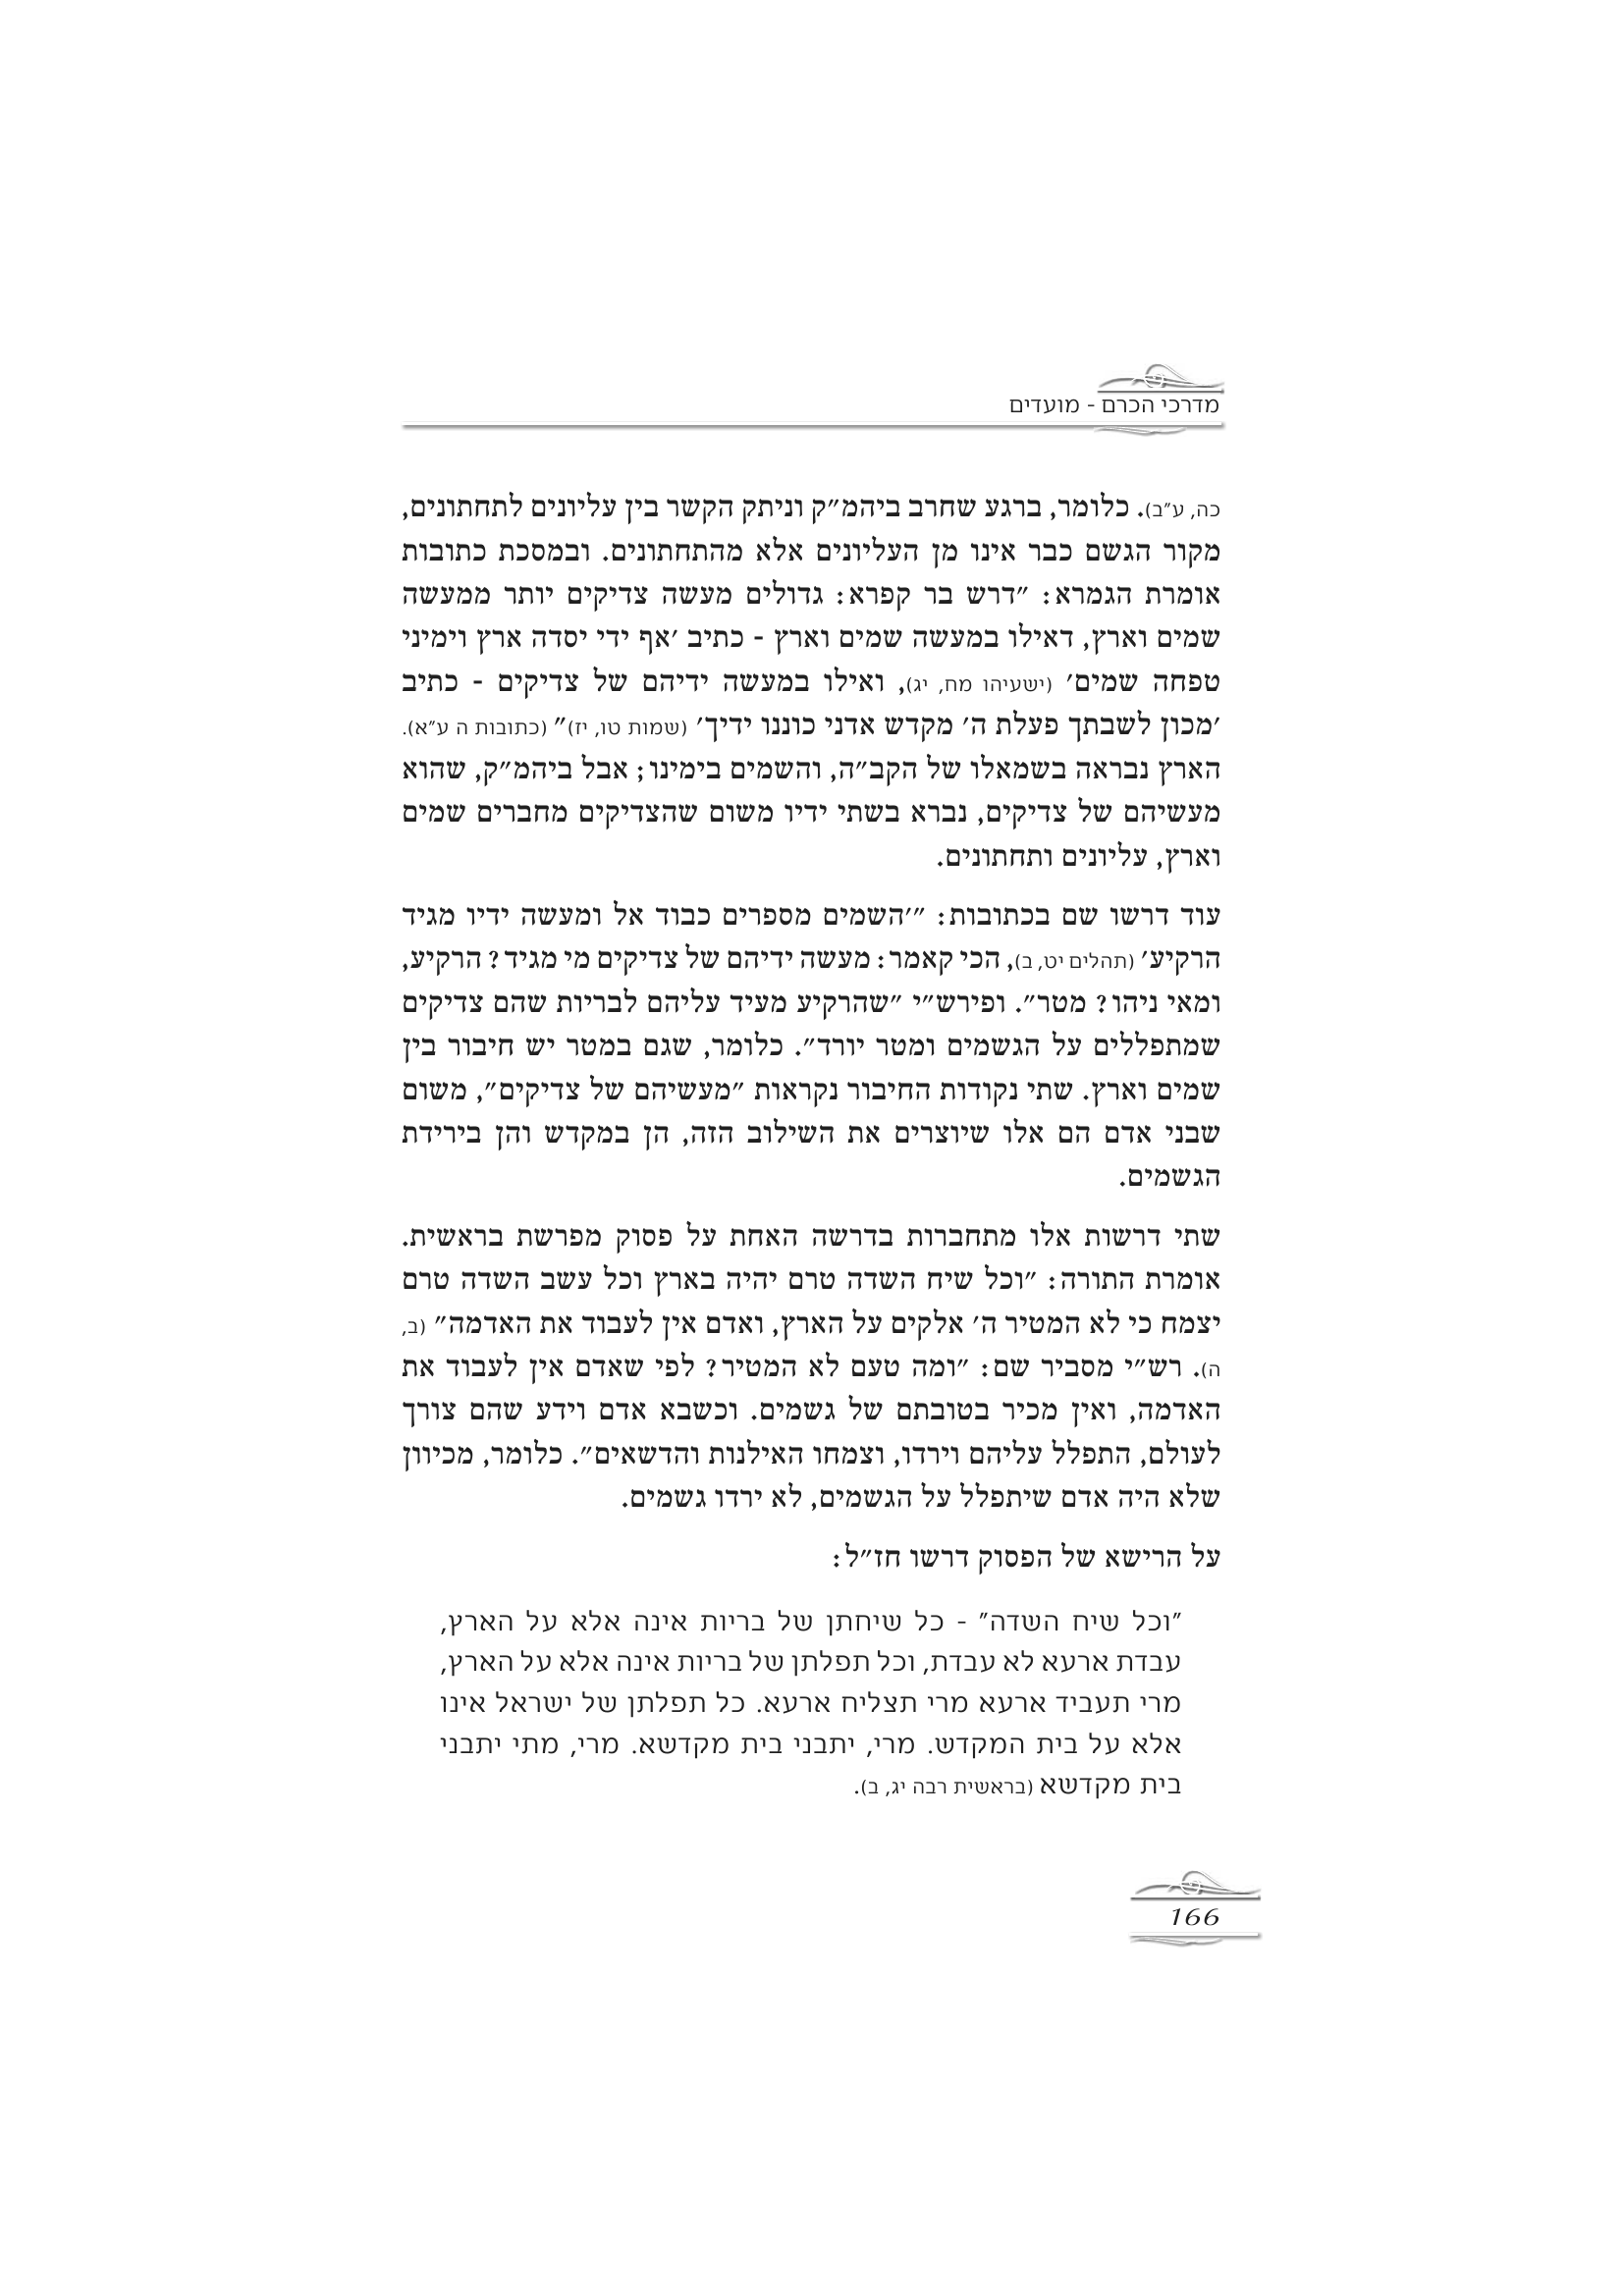 מדרכי הכרם - מועדים
כה, ע״ב). כלומר, ברגע שחרב ביהמ״ק וניתק הקשר בין עליונים לתחתונים,
מקור הגשם כבר אינו מן העליונים אלא מהתחתונים. ובמסכת כתובות
אומרת הגמרא: ״דרש בר קפרא: גדולים מעשה צדיקים יותר ממעשה
שמים וארץ, דאילו במעשה שמים וארץ - כתיב ׳אף ידי יסדה ארץ וימיני
טפחה שמים׳ (ישעיהו מח, יג), ואילו במעשה ידיהם של צדיקים - כתיב
׳מכון לשבתך פעלת ה׳ מקדש אדני כוננו ידיך׳ (שמות טו, יז)״ (כתובות ה ע״א).
הארץ נבראה בשמאלו של הקב״ה, והשמים בימינו; אבל ביהמ״ק, שהוא
מעשיהם של צדיקים, נברא בשתי ידיו משום שהצדיקים מחברים שמים
וארץ, עליונים ותחתונים.
עוד דרשו שם בכתובות: ״׳השמים מספרים כבוד אל ומעשה ידיו מגיד
הרקיע׳ (תהלים יט, ב), הכי קאמר: מעשה ידיהם של צדיקים מי מגיד? הרקיע,
ומאי ניהו? מטר״. ופירש״י ״שהרקיע מעיד עליהם לבריות שהם צדיקים
שמתפללים על הגשמים ומטר יורד״. כלומר, שגם במטר יש חיבור בין
שמים וארץ. שתי נקודות החיבור נקראות ״מעשיהם של צדיקים״, משום
שבני אדם הם אלו שיוצרים את השילוב הזה, הן במקדש והן בירידת
הגשמים.
שתי דרשות אלו מתחברות בדרשה האחת על פסוק מפרשת בראשית.
אומרת התורה: ״וכל שיח השדה טרם יהיה בארץ וכל עשב השדה טרם
יצמח כי לא המטיר ה׳ אלקים על הארץ, ואדם אין לעבוד את האדמה״ (ב,
ה). רש״י מסביר שם: ״ומה טעם לא המטיר? לפי שאדם אין לעבוד את
האדמה, ואין מכיר בטובתם של גשמים. וכשבא אדם וידע שהם צורך
לעולם, התפלל עליהם וירדו, וצמחו האילנות והדשאים״. כלומר, מכיוון
שלא היה אדם שיתפלל על הגשמים, לא ירדו גשמים.
על הרישא של הפסוק דרשו חז״ל:
״וכל שיח השדה״ - כל שיחתן של בריות אינה אלא על הארץ,
עבדת ארעא לא עבדת, וכל תפלתן של בריות אינה אלא על הארץ,
מרי תעביד ארעא מרי תצליח ארעא. כל תפלתן של ישראל אינו
אלא על בית המקדש. מרי, יתבני בית מקדשא. מרי, מתי יתבני
בית מקדשא (בראשית רבה יג, ב).
166